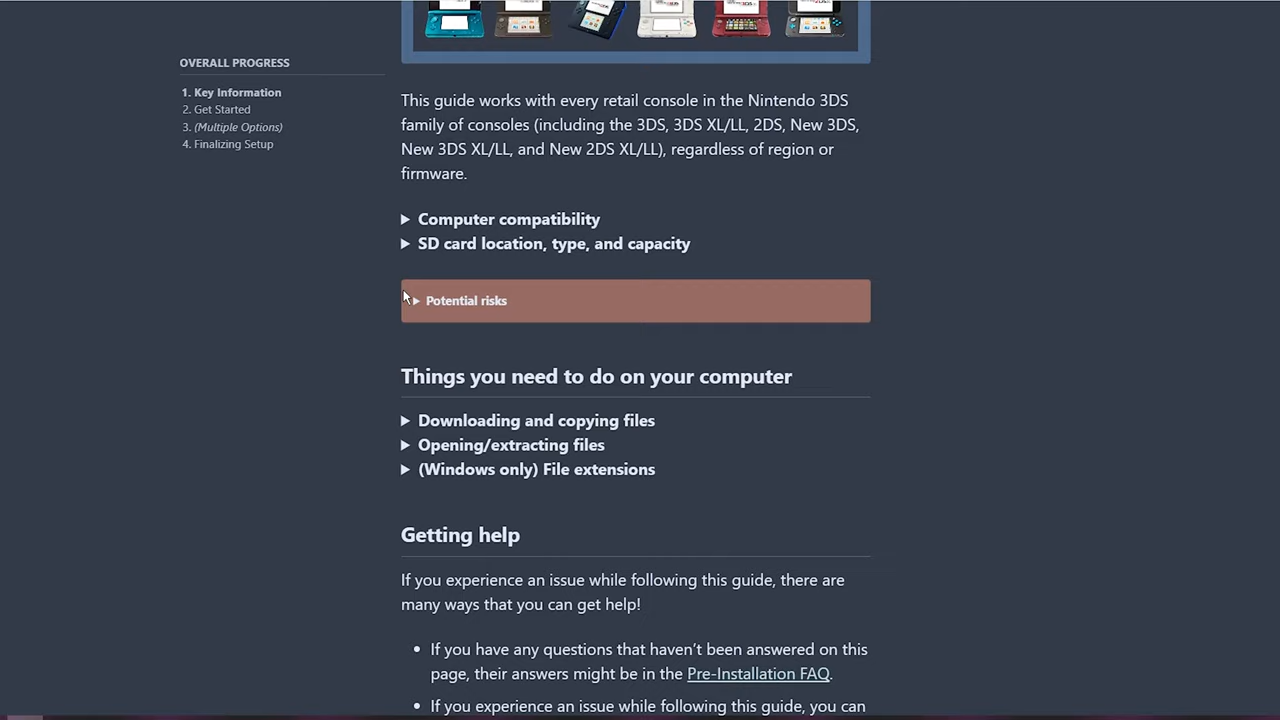 OVERALL PROGRESS
1. Key Information
2. Get Started
3. (Multiple Options)
4. Finalizing Setup
This guide works with every retail console in the Nintendo 3DS
family of consoles (including the 3DS, 3DS XL/LL, 2DS, New 3DS,
New 3DS XL/LL, and New 2DS XL/LL), regardless of region or
firmware.
Computer compatibility
SD card location, type, and capacity
Potential risks
Things you need to do on your computer
Downloading and copying files
Opening/extracting files
(Windows only) File extensions
Getting help
If you experience an issue while following this guide, there are
many ways that you can get help!
• If you have any questions that haven’t been answered on this
page, their answers might be in the Pre-Installation FAQ.
• If you experience an issue while following this guide, you can